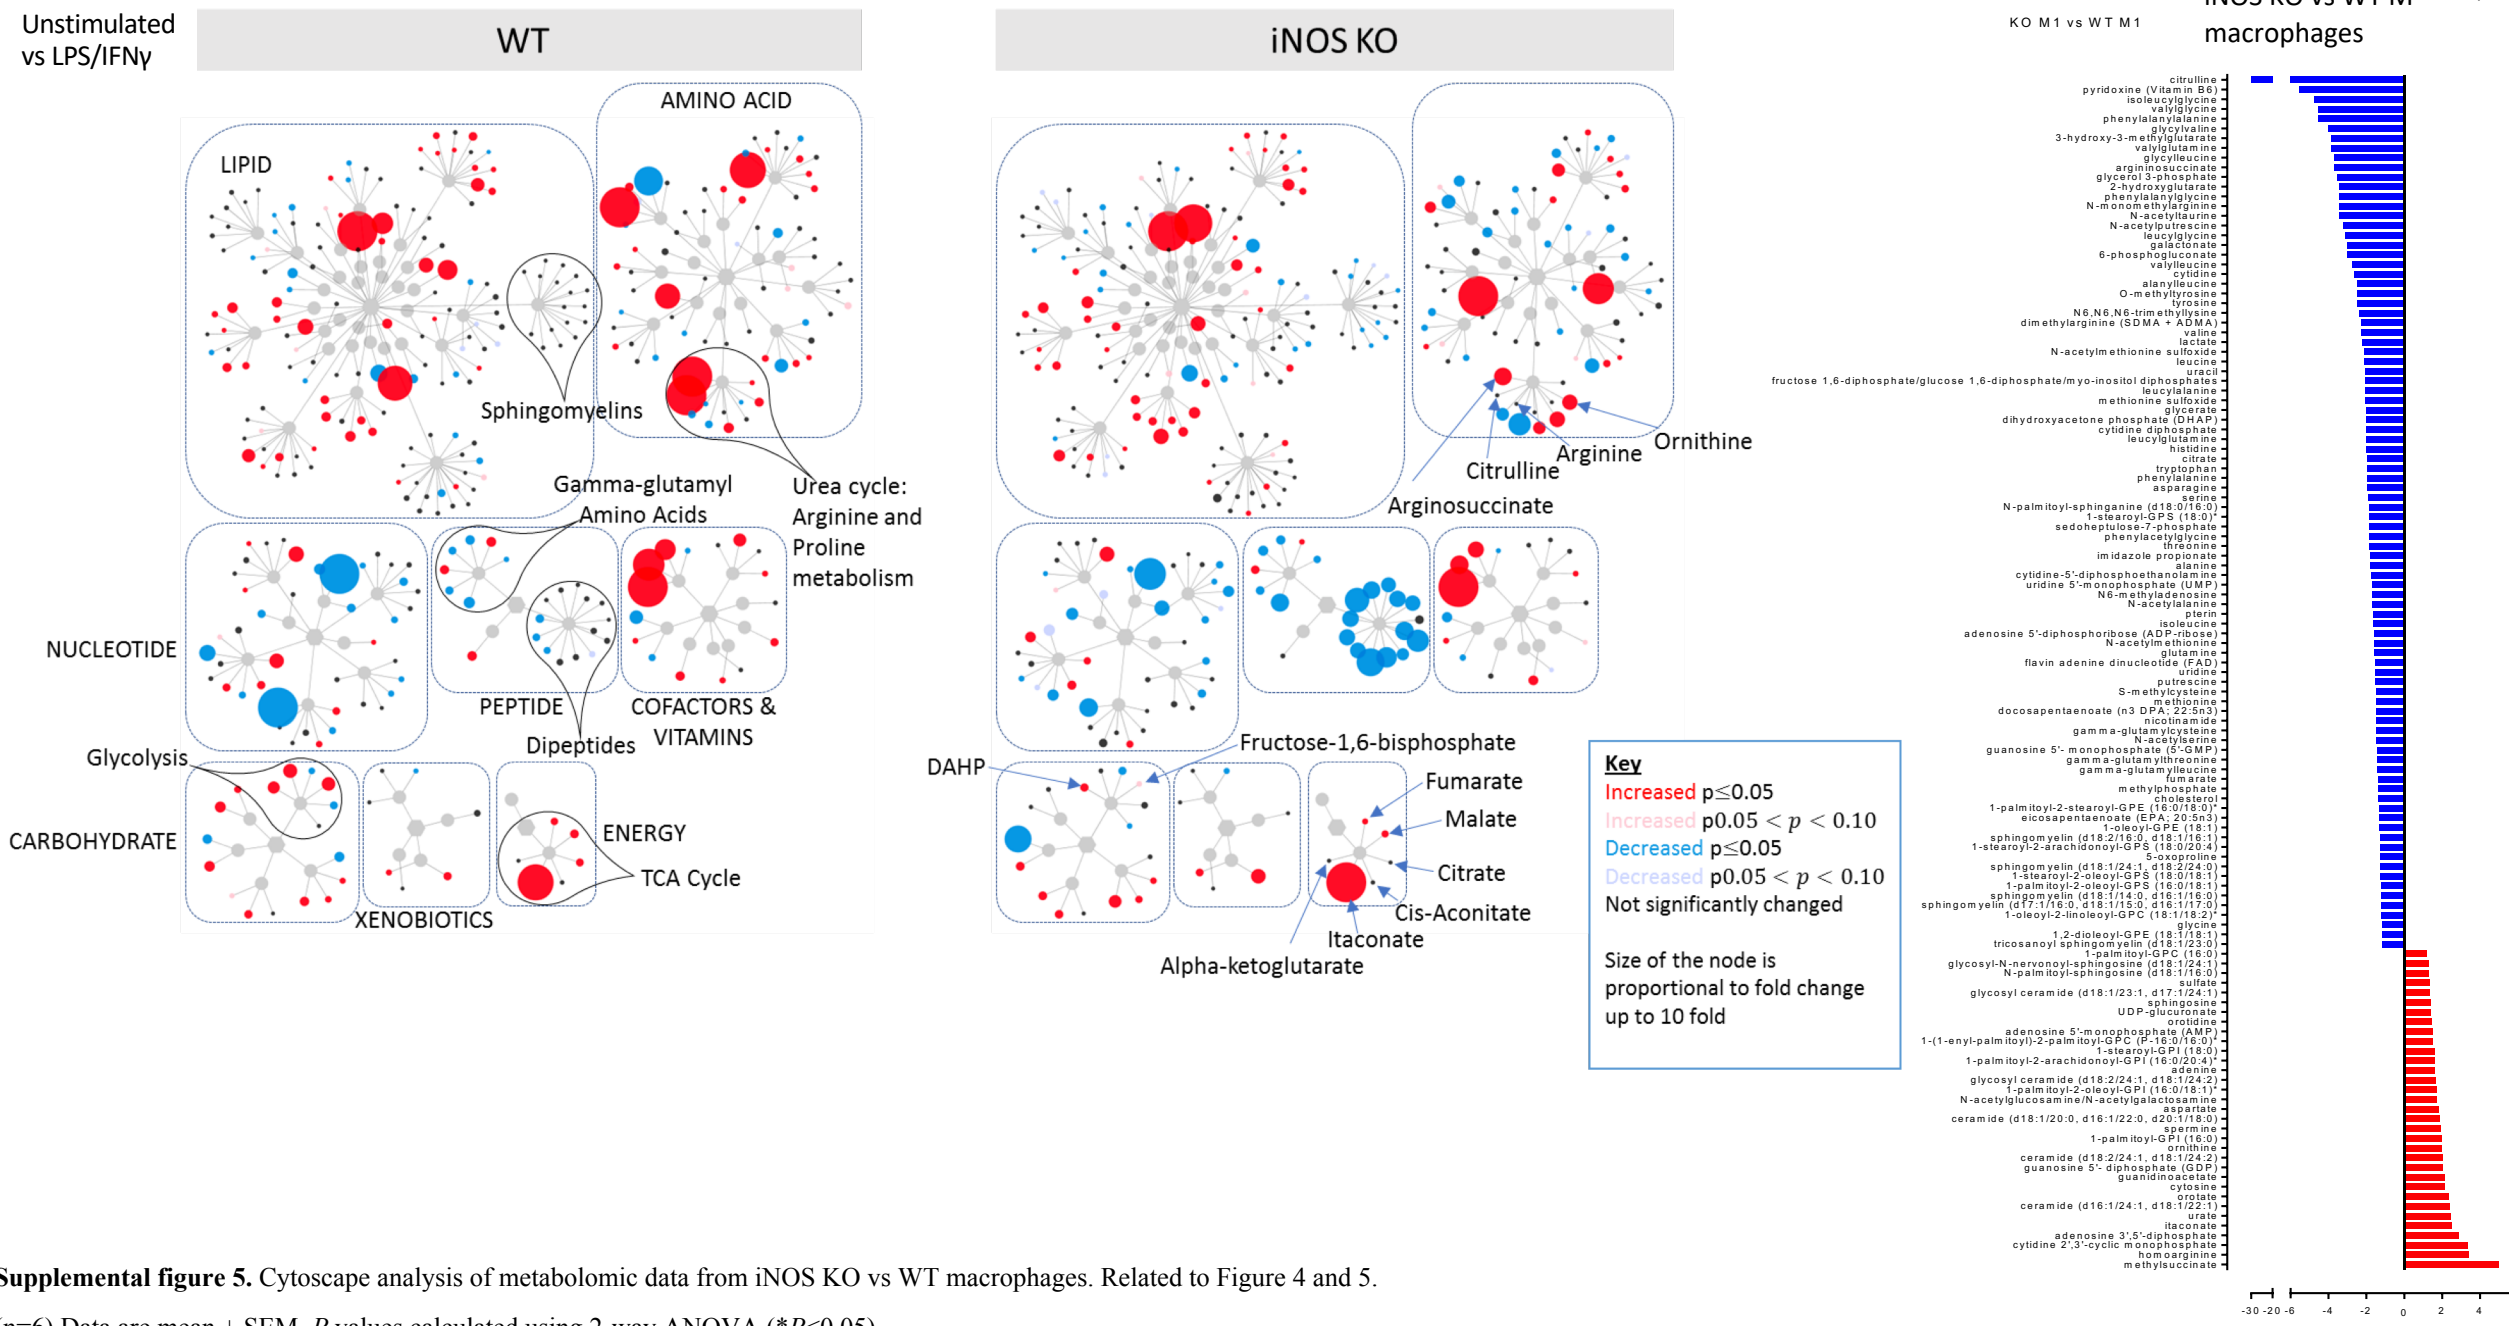 Unstimulated
vs LPS/IFNγ
WT
iNOS KO
KO M1 vs WT M1
macrophages
AMINO ACID
LIPID
Sphingomyelins
Gamma-glutamyl
Amino Acids
Urea cycle:
Arginine and
Proline
metabolism
Ornithine
Arginine
Citrulline
Arginosuccinate
NUCLEOTIDE
PEPTIDE
COFACTORS &
VITAMINS
Dipeptides
Glycolysis
CARBOHYDRATE
XENOBIOTICS
ENERGY
TCA Cycle
DAHP
Fructose-1,6-bisphosphate
Fumarate
Malate
Citrate
Cis-Aconitate
Itaconate
Alpha-ketoglutarate
Key
Increased p≤0.05
Increased p0.05 < p < 0.10
Decreased p≤0.05
Decreased p0.05 < p < 0.10
Not significantly changed
Size of the node is
proportional to fold change
up to 10 fold
citrulline
pyridoxine (Vitamin B6)
isoleucylglycine
valylglycine
phenylalanylalanine
glycylvaline
3-hydroxy-3-methylglutarate
valylglutamine
glycylleucine
argininosuccinate
glycerol 3-phosphate
2-hydroxyglutarate
phenylalanylglycine
N-monomethylarginine
N-acetyltaurine
N-acetylputrescine
leucylglycine
galactonate
6-phosphogluconate
valylleucine
cytidine
alanylleucine
O-methyltyrosine
tyrosine
N6,N6,N6-trimethyllysine
dimethylarginine (SDMA + ADMA)
valine
lactate
N-acetylmethionine sulfoxide
leucine
uracil
fructose 1,6-diphosphate/glucose 1,6-diphosphate/myo-inositol diphosphates
leucylalanine
methionine sulfoxide
glycerate
dihydroxyacetone phosphate (DHAP)
cytidine diphosphate
leucylglutamine
histidine
citrate
tryptophan
phenylalanine
asparagine
serine
N-palmitoyl-sphinganine (d18:0/16:0)
1-stearoyl-GPS (18:0)*
sedoheptulose-7-phosphate
phenylacetylglycine
threonine
imidazole propionate
alanine
cytidine-5'-diphosphoethanolamine
uridine 5'-monophosphate (UMP)
N6-methyladenosine
N-acetylalanine
pterin
isoleucine
adenosine 5'-diphosphoribose (ADP-ribose)
N-acetylmethionine
glutamine
flavin adenine dinucleotide (FAD)
uridine
putrescine
S-methylcysteine
methionine
docosapentaenoate (n3 DPA; 22:5n3)
nicotinamide
gamma-glutamylcysteine
N-acetylserine
guanosine 5'- monophosphate (5'-GMP)
gamma-glutamylthreonine
gamma-glutamylleucine
fumarate
methylphosphate
cholesterol
1-palmitoyl-2-stearoyl-GPE (16:0/18:0)*
eicosapentaenoate (EPA; 20:5n3)
1-oleoyl-GPE (18:1)
sphingomyelin (d18:2/16:0, d18:1/16:1)
1-stearoyl-2-arachidonoyl-GPS (18:0/20:4)
5-oxoproline
sphingomyelin (d18:1/24:1, d18:2/24:0)
1-stearoyl-2-oleoyl-GPS (18:0/18:1)
1-palmitoyl-2-oleoyl-GPS (16:0/18:1)
sphingomyelin (d18:1/14:0, d16:1/16:0)
sphingomyelin (d17:1/16:0, d18:1/15:0, d16:1/17:0)
1-oleoyl-2-linoleoyl-GPC (18:1/18:2)*
glycine
1,2-dioleoyl-GPE (18:1/18:1)
tricosanoyl sphingomyelin (d18:1/23:0)
1-palmitoyl-GPC (16:0)
glycosyl-N-nervonoyl-sphingosine (d18:1/24:1)
N-palmitoyl-sphingosine (d18:1/16:0)
sulfate
glycosyl ceramide (d18:1/23:1, d17:1/24:1)
sphingosine
UDP-glucuronate
orotidine
adenosine 5'-monophosphate (AMP)
1-(1-enyl-palmitoyl)-2-palmitoyl-GPC (P-16:0/16:0)*
1-stearoyl-GPI (18:0)
1-palmitoyl-2-arachidonoyl-GPI (16:0/20:4)*
adenine
glycosyl ceramide (d18:2/24:1, d18:1/24:2)
1-palmitoyl-2-oleoyl-GPI (16:0/18:1)*
N-acetylglucosamine/N-acetylgalactosamine
aspartate
ceramide (d18:1/20:0, d16:1/22:0, d20:1/18:0)
spermine
1-palmitoyl-GPI (16:0)
ornithine
ceramide (d18:2/24:1, d18:1/24:2)
guanosine 5'- diphosphate (GDP)
guanidinoacetate
cytosine
orotate
ceramide (d16:1/24:1, d18:1/22:1)
urate
itaconate
adenosine 3',5'-diphosphate
cytidine 2',3'-cyclic monophosphate
homoarginine
methylsuccinate
-30 -20 -6 -4 -2 0 2 4
Supplemental figure 5. Cytoscape analysis of metabolomic data from iNOS KO vs WT macrophages. Related to Figure 4 and 5.